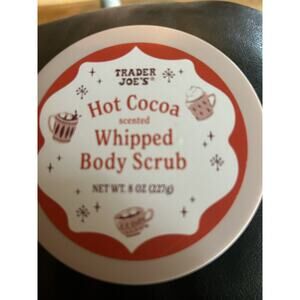 TRADER
JOE'S®
Hot Cocoa
scented
Whipped
Body Scrub
NET WT. 8 OZ (227g)